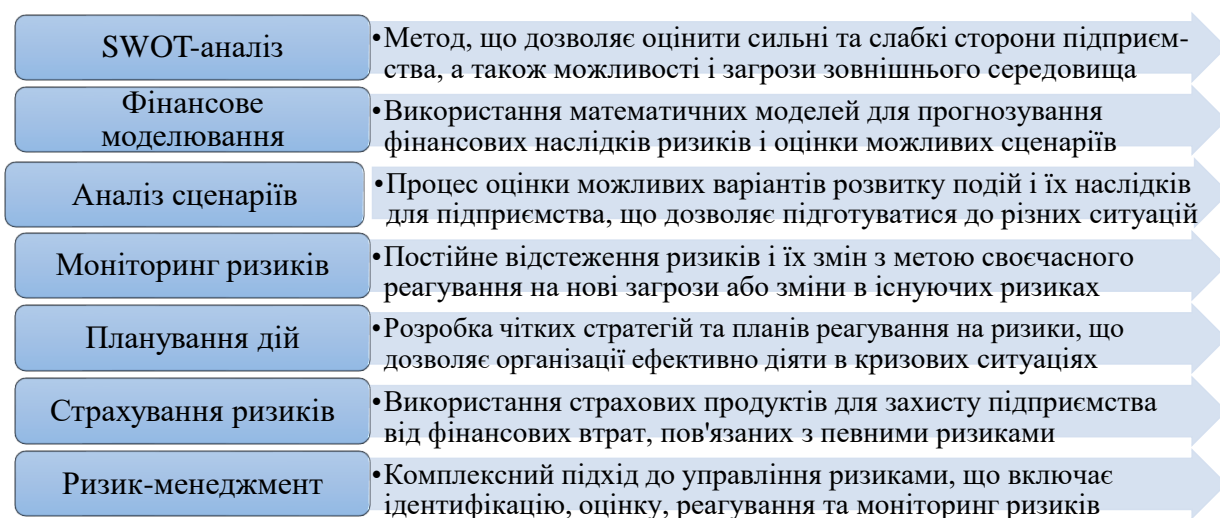 SWOT-аналіз
•Метод, що дозволяє оцінити сильні та слабкі сторони підприєм-
ства, а також можливості і загрози зовнішнього середовища
Фінансове
моделювання
•Використання математичних моделей для прогнозування
фінансових наслідків ризиків і оцінки можливих сценаріїв
Аналіз сценаріїв
•Процес оцінки можливих варіантів розвитку подій і їх наслідків
для підприємства, що дозволяє підготуватися до різних ситуацій
Моніторинг ризиків
•Постійне відстеження ризиків і їх змін з метою своєчасного
реагування на нові загрози або зміни в існуючих ризиках
Планування дій
•Розробка чітких стратегій та планів реагування на ризики, що
дозволяє організації ефективно діяти в кризових ситуаціях
Страхування ризиків
•Використання страхових продуктів для захисту підприємства
від фінансових втрат, пов'язаних з певними ризиками
Ризик-менеджмент
•Комплексний підхід до управління ризиками, що включає
ідентифікацію, оцінку, реагування та моніторинг ризиків